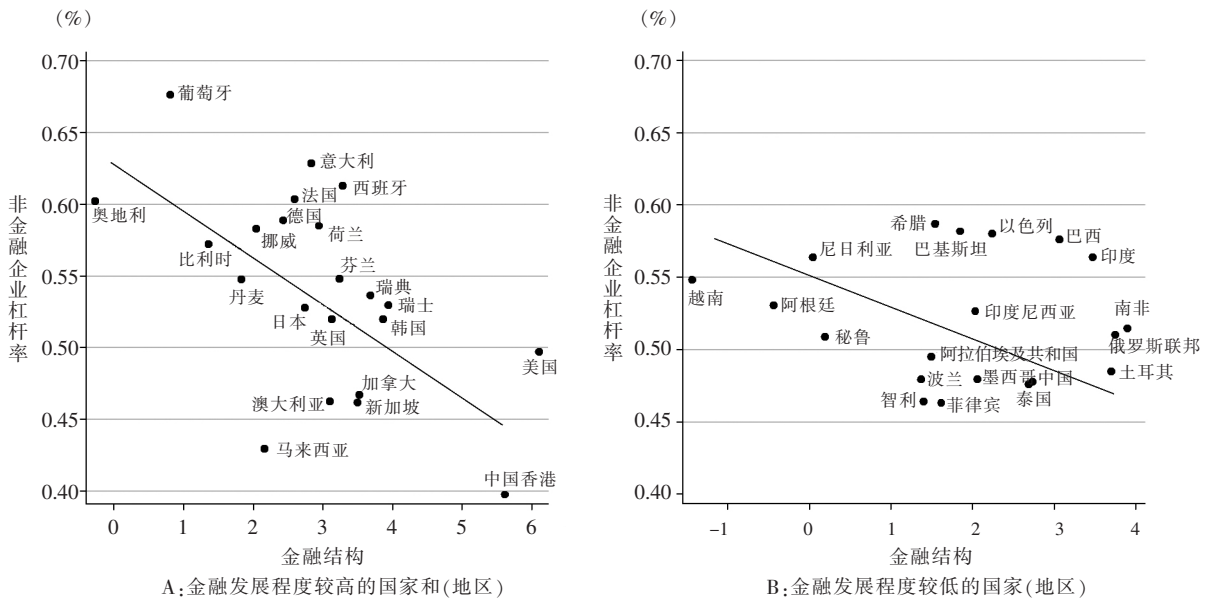 (%)
0.70
0.65
0.60
0.55
0.50
0.45
0.40
非金融企业杠杆率
葡萄牙
意大利
西班牙
法国
奥地利
德国
荷兰
挪威
比利时
芬兰
丹麦
瑞典
瑞士
日本
韩国
英国
美国
加拿大
澳大利亚
新加坡
马来西亚
中国香港
0 1 2 3 4 5 6
金融结构
A:金融发展程度较高的国家和(地区)
(%)
0.70
0.65
0.60
0.55
0.50
0.45
0.40
非金融企业杠杆率
希腊
以色列
巴西
尼日利亚
巴基斯坦
印度
越南
阿根廷
印度尼西亚
南非
秘鲁
俄罗斯联邦
阿拉伯埃及共和国
土耳其
波兰
墨西哥
中国
泰国
智利
菲律宾
-1 0 1 2 3 4
金融结构
B:金融发展程度较低的国家(地区)